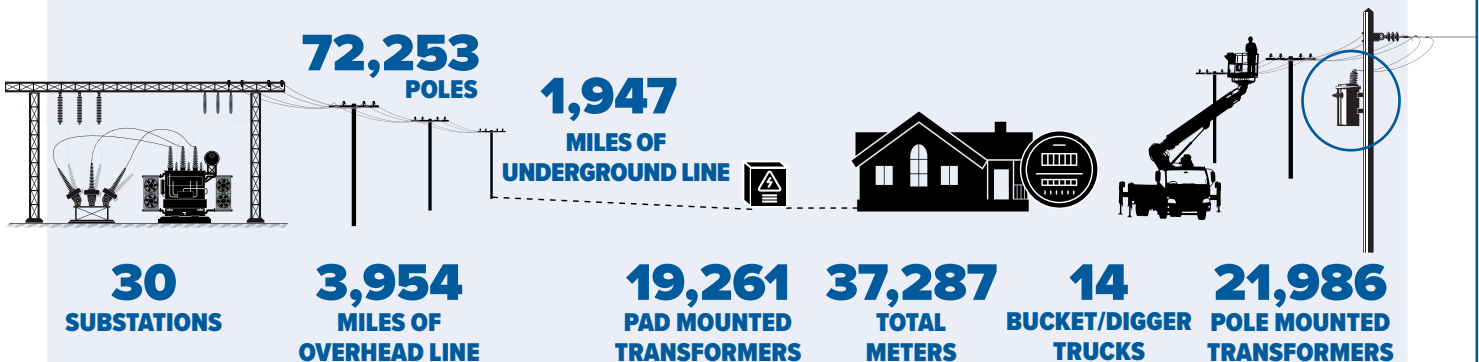 72,253
POLES
1,947
MILES OF
UNDERGROUND LINE
30
SUBSTATIONS
3,954
MILES OF
OVERHEAD LINE
19,261
PAD MOUNTED
TRANSFORMERS
37,287
TOTAL
METERS
14
BUCKET/DIGGER
TRUCKS
21,986
POLE MOUNTED
TRANSFORMERS